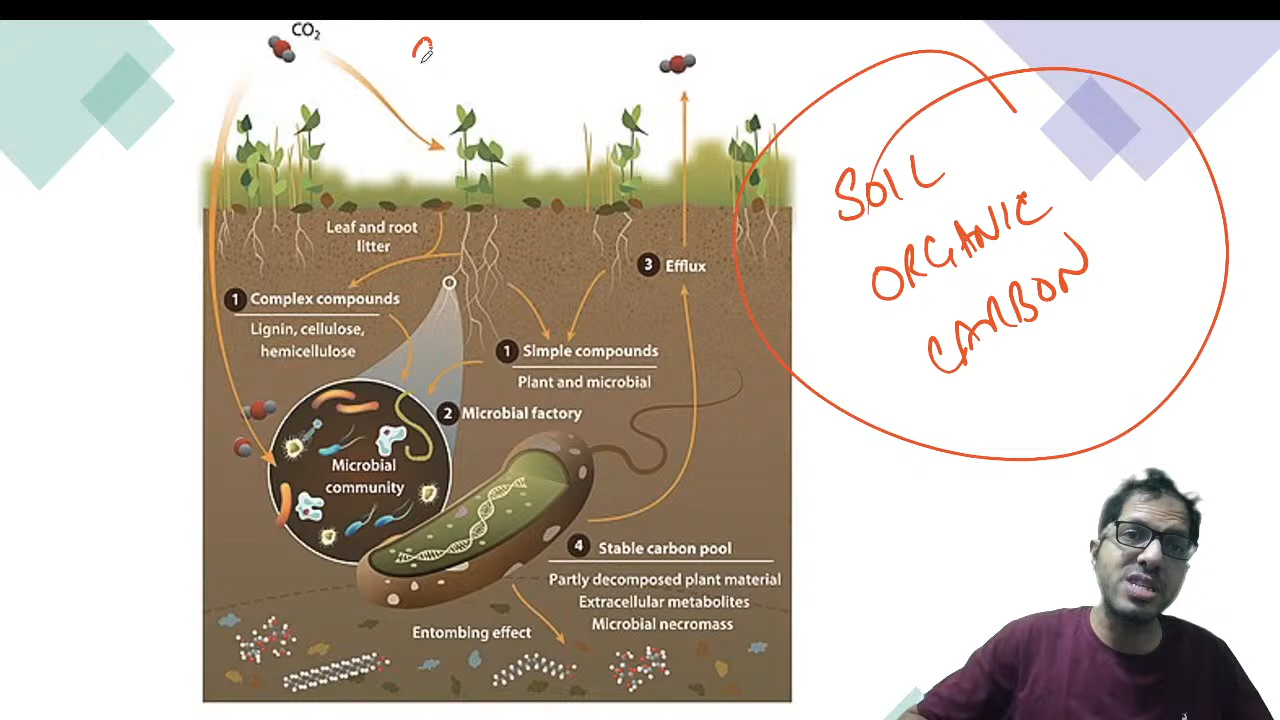 CO₂
Leaf and root
litter
3 Efflux
1 Complex compounds
Lignin, cellulose,
hemicellulose
1 Simple compounds
Plant and microbial
2 Microbial factory
Microbial
community
4 Stable carbon pool
Partly decomposed plant material
Extracellular metabolites
Microbial necromass
Entombing effect
SOIL
ORGANIC
CARBON